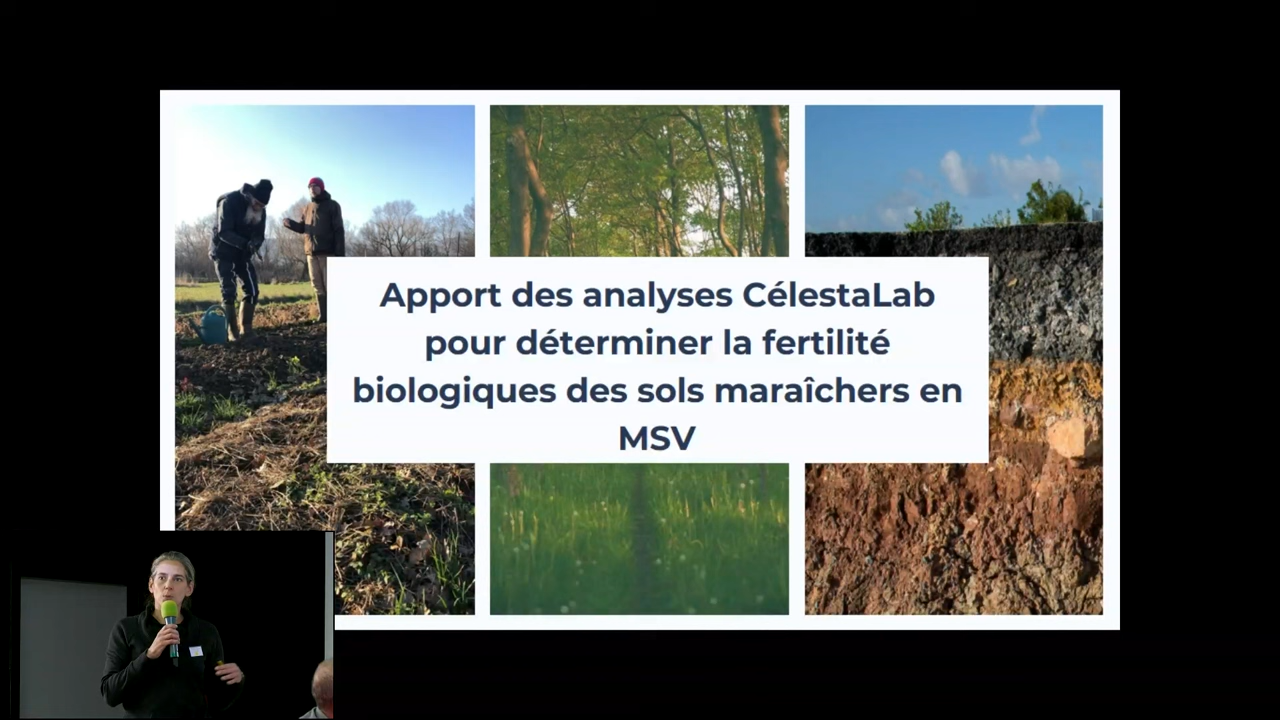 Apport des analyses CélestaLab
pour déterminer la fertilité
biologiques des sols maraîchers en
MSV